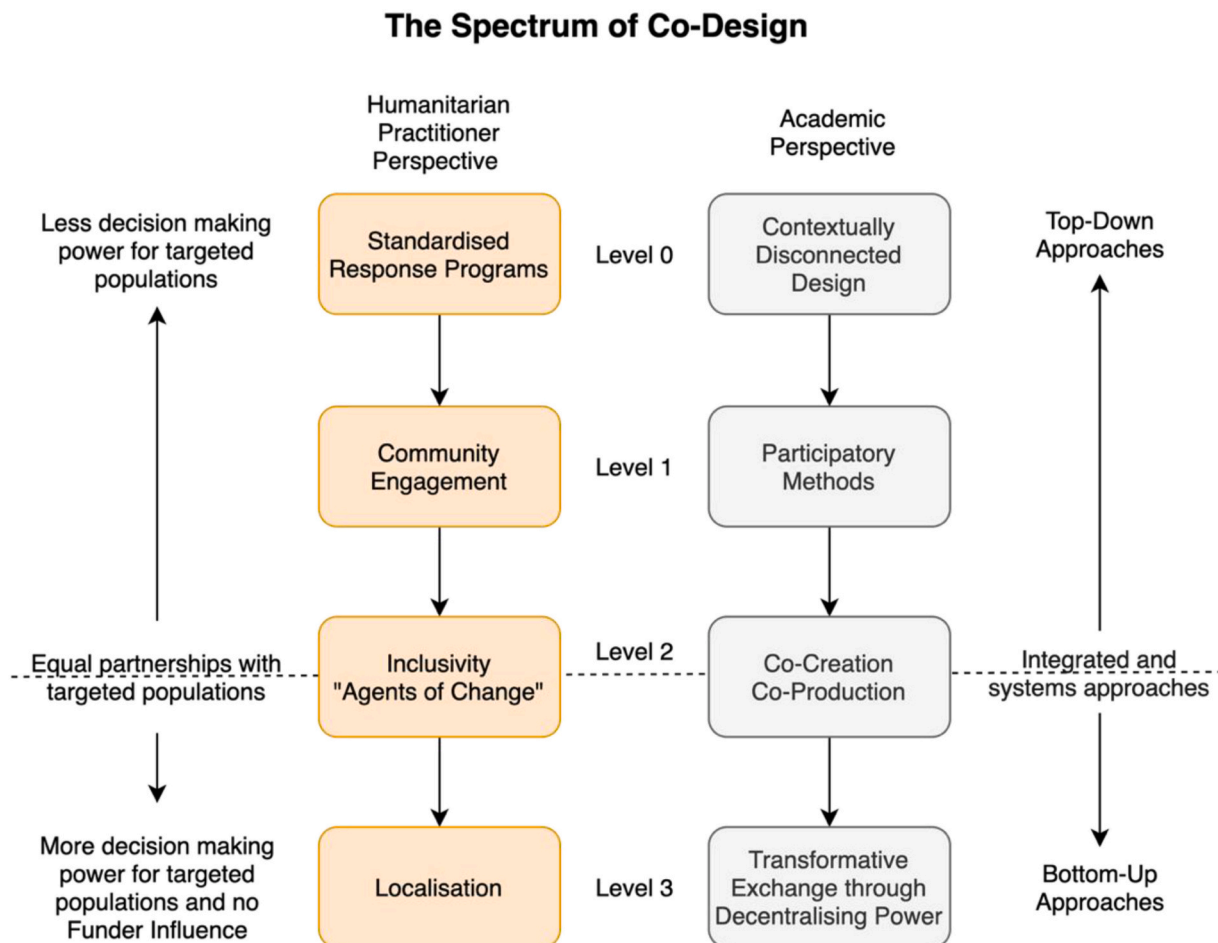 The Spectrum of Co-Design
Humanitarian
Practitioner
Perspective
Academic
Perspective
Less decision making
power for targeted
populations
Standardised
Response Programs
Level 0
Contextually
Disconnected
Design
Top-Down
Approaches
Community
Engagement
Level 1
Participatory
Methods
Equal partnerships with
targeted populations
Inclusivity
"Agents of Change"
Level 2
Co-Creation
Co-Production
Integrated and
systems approaches
More decision making
power for targeted
populations and no
Funder Influence
Localisation
Level 3
Transformative
Exchange through
Decentralising Power
Bottom-Up
Approaches